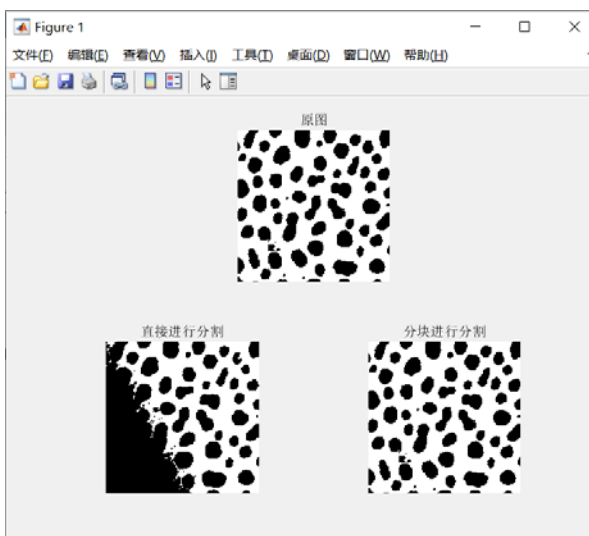 Figure 1
文件(F) 编辑(E) 查看(V) 插入(I) 工具(T) 桌面(D) 窗口(W) 帮助(H)
原图
直接进行分割
分块进行分割